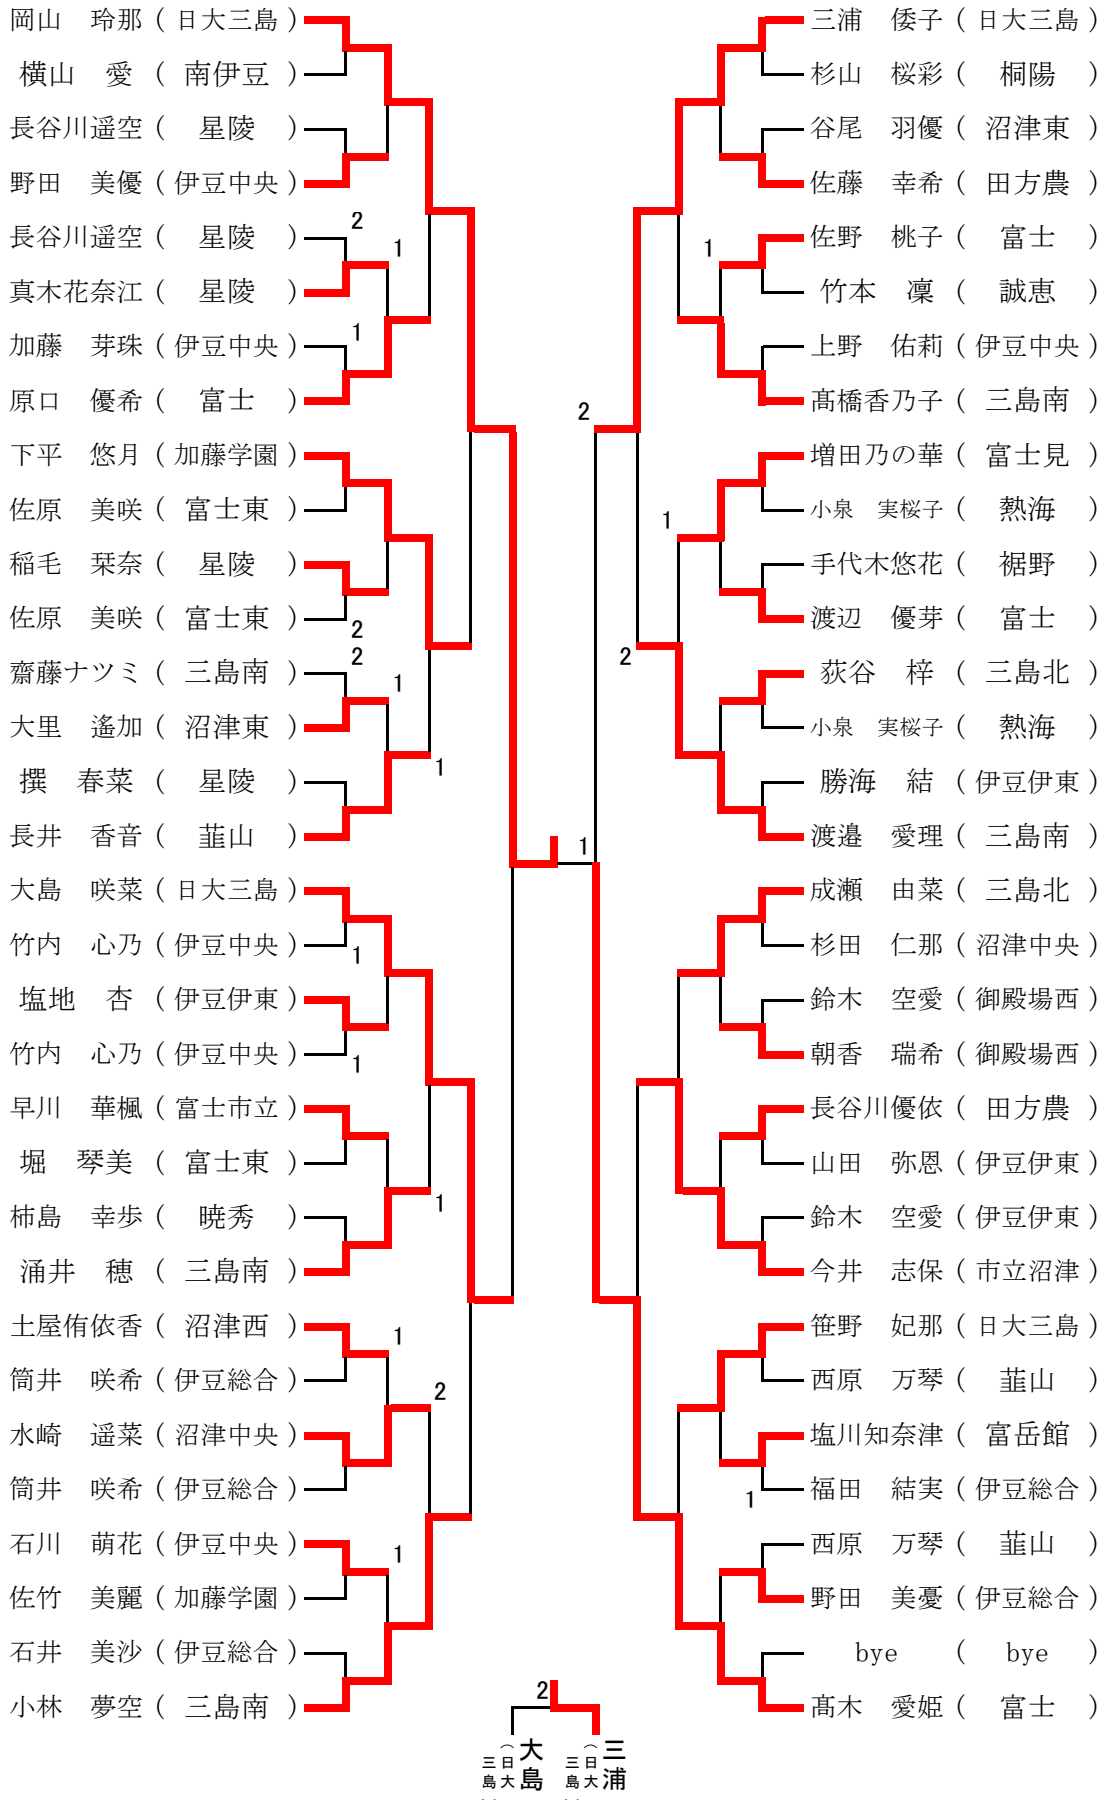 岡山 玲那 ( 日大三島 )
横山 愛 ( 南伊豆 )
長谷川遥空 ( 星陵 )
野田 美優 ( 伊豆中央 )
長谷川遥空 ( 星陵 )
2
1
真木花奈江 ( 星陵 )
加藤 芽珠 ( 伊豆中央 )
1
原口 優希 ( 富士 )
下平 悠月 ( 加藤学園 )
佐原 美咲 ( 富士東 )
稲毛 栞奈 ( 星陵 )
佐原 美咲 ( 富士東 )
2
2
齋藤ナツミ ( 三島南 )
1
大里 遙加 ( 沼津東 )
撰 春菜 ( 星陵 )
1
長井 香音 ( 韮山 )
大島 咲菜 ( 日大三島 )
竹内 心乃 ( 伊豆中央 )
1
塩地 杏 ( 伊豆伊東 )
竹内 心乃 ( 伊豆中央 )
1
早川 華楓 ( 富士市立 )
堀 琴美 ( 富士東 )
1
柿島 幸歩 ( 暁秀 )
涌井 穂 ( 三島南 )
土屋侑依香 ( 沼津西 )
1
筒井 咲希 ( 伊豆総合 )
2
水崎 遥菜 ( 沼津中央 )
筒井 咲希 ( 伊豆総合 )
石川 萌花 ( 伊豆中央 )
1
佐竹 美麗 ( 加藤学園 )
石井 美沙 ( 伊豆総合 )
小林 夢空 ( 三島南 )
三浦 倭子 ( 日大三島 )
杉山 桜彩 ( 桐陽 )
谷尾 羽優 ( 沼津東 )
佐藤 幸希 ( 田方農 )
1
佐野 桃子 ( 富士 )
竹本 凜 ( 誠恵 )
上野 佑莉 ( 伊豆中央 )
髙橋香乃子 ( 三島南 )
2
増田乃の華 ( 富士見 )
小泉 実桜子 ( 熱海 )
1
手代木悠花 ( 裾野 )
渡辺 優芽 ( 富士 )
2
荻谷 梓 ( 三島北 )
小泉 実桜子 ( 熱海 )
勝海 結 ( 伊豆伊東 )
渡邉 愛理 ( 三島南 )
1
成瀬 由菜 ( 三島北 )
杉田 仁那 ( 沼津中央 )
鈴木 空愛 ( 御殿場西 )
朝香 瑞希 ( 御殿場西 )
長谷川優依 ( 田方農 )
山田 弥恩 ( 伊豆伊東 )
鈴木 空愛 ( 伊豆伊東 )
今井 志保 ( 市立沼津 )
笹野 妃那 ( 日大三島 )
西原 万琴 ( 韮山 )
塩川知奈津 ( 富岳館 )
1
福田 結実 ( 伊豆総合 )
西原 万琴 ( 韮山 )
野田 美憂 ( 伊豆総合 )
bye ( bye )
髙木 愛姫 ( 富士 )
2
大島
（日大三島
三浦
（日大三島